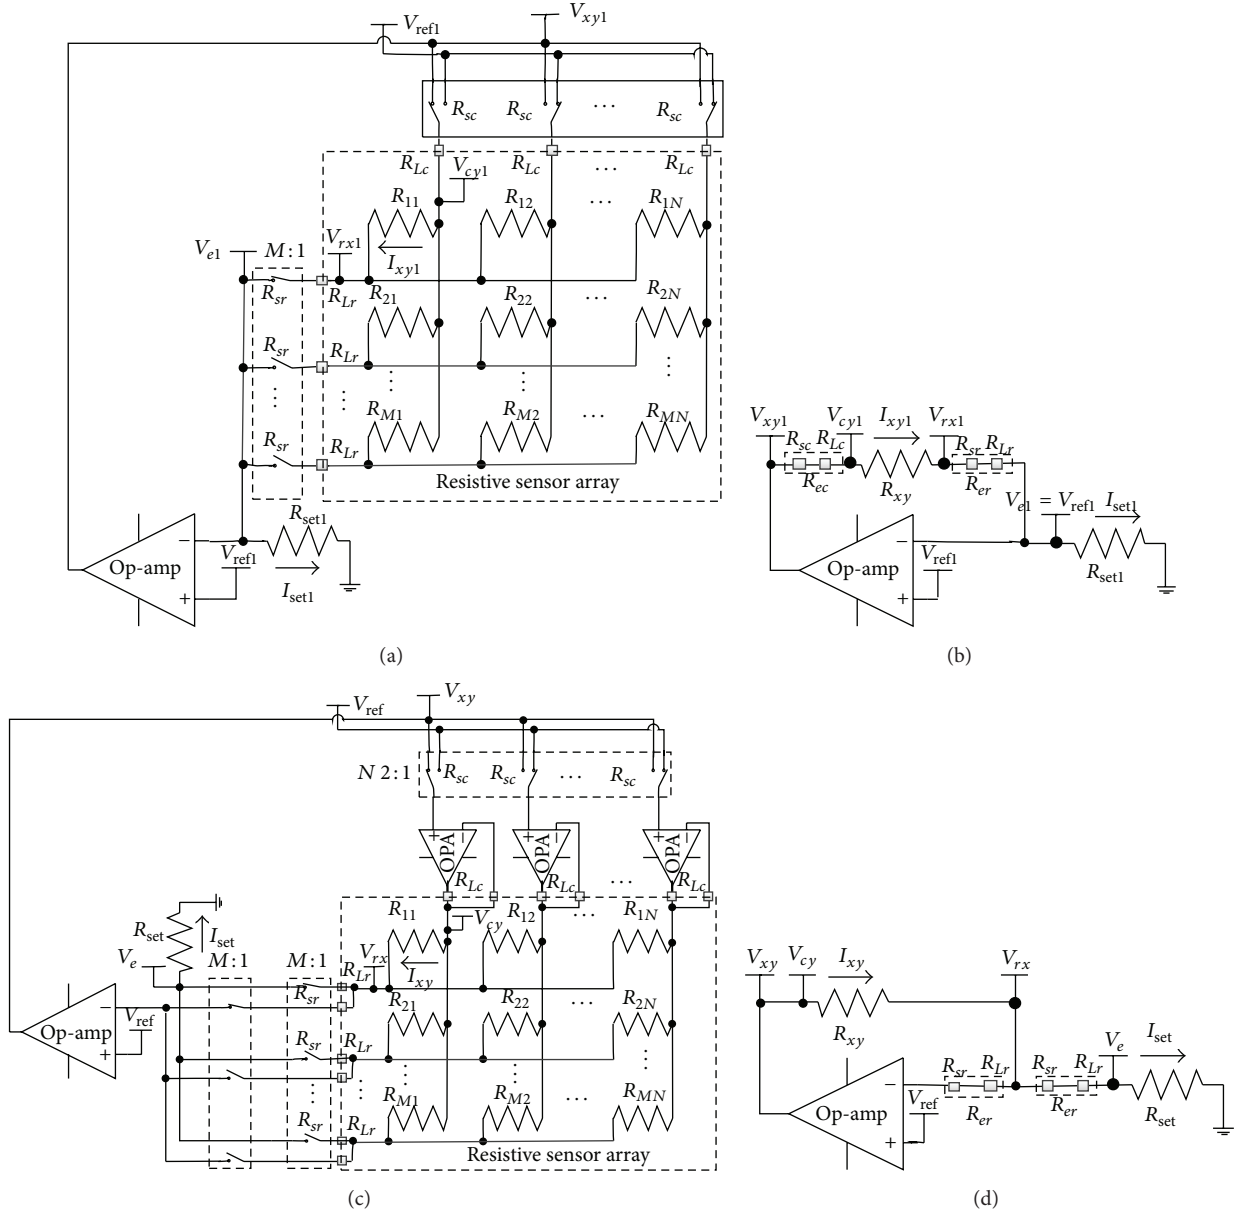 V_ref1
V_xy1
R_sc
R_sc
...
R_sc
R_Lc
V_cy1
R_Lc
...
R_Lc
R_11
R_12
...
R_1N
V_e1
M:1
V_rx1
I_xy1
R_sr
R_Lr
R_21
R_22
...
R_2N
R_sr
R_Lr
R_M1
R_M2
...
R_MN
R_sr
R_Lr
Resistive sensor array
R_set1
−
V_ref1
Op-amp
+
I_set1
(a)
V_xy1
V_cy1
I_xy1
V_rx1
R_sc
R_Lc
R_sr
R_Lr
R_ec
R_xy
R_er
V_e1 = V_ref1
I_set1
−
V_ref1
Op-amp
+
R_set1
(b)
V_ref
V_xy
N 2:1
R_sc
R_sc
...
R_sc
+
−
OPA
+
−
OPA
+
−
OPA
R_Lc
R_Lc
...
R_Lc
R_11
V_cy
R_12
...
R_1N
R_set
I_set
V_e
M:1
M:1
R_Lr
V_rx
I_xy
R_sr
−
V_ref
Op-amp
+
R_21
R_22
...
R_2N
R_sr
R_Lr
R_M1
R_M2
...
R_MN
R_sr
R_Lr
Resistive sensor array
(c)
V_xy
V_cy
I_xy
V_rx
R_xy
R_sr
R_Lr
R_sr
R_Lr
V_e
I_set
−
V_ref
Op-amp
+
R_er
R_er
R_set
(d)